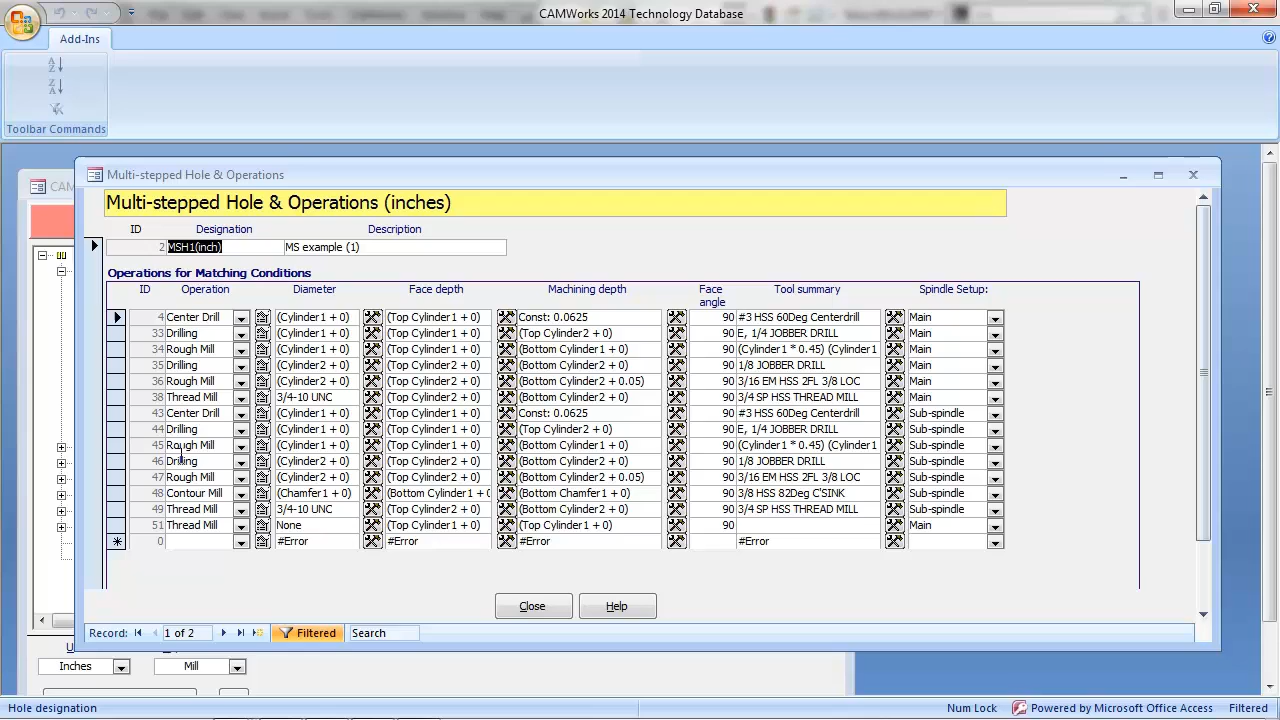 CAMWorks 2014 Technology Database
Add-Ins
Toolbar Commands
CAM
Multi-stepped Hole & Operations
Multi-stepped Hole & Operations (inches)
ID Designation Description
2 MSH1(inch) MS example (1)
Operations for Matching Conditions
ID Operation Diameter Face depth Machining depth Face angle Tool summary Spindle Setup:
4 Center Drill (Cylinder1 + 0) (Top Cylinder1 + 0) Const: 0.0625 90 #3 HSS 60Deg Centerdrill Main
33 Drilling (Cylinder1 + 0) (Top Cylinder1 + 0) (Top Cylinder2 + 0) 90 E, 1/4 JOBBER DRILL Main
34 Rough Mill (Cylinder1 + 0) (Top Cylinder1 + 0) (Bottom Cylinder1 + 0) 90 (Cylinder1 * 0.45) (Cylinder1 Main
35 Drilling (Cylinder2 + 0) (Top Cylinder2 + 0) (Bottom Cylinder2 + 0) 90 1/8 JOBBER DRILL Main
36 Rough Mill (Cylinder2 + 0) (Top Cylinder2 + 0) (Bottom Cylinder2 + 0.05) 90 3/16 EM HSS 2FL 3/8 LOC Main
38 Thread Mill 3/4-10 UNC (Top Cylinder2 + 0) (Bottom Cylinder2 + 0) 90 3/4 SP HSS THREAD MILL Main
43 Center Drill (Cylinder1 + 0) (Top Cylinder1 + 0) Const: 0.0625 90 #3 HSS 60Deg Centerdrill Sub-spindle
44 Drilling (Cylinder1 + 0) (Top Cylinder1 + 0) (Top Cylinder2 + 0) 90 E, 1/4 JOBBER DRILL Sub-spindle
45 Rough Mill (Cylinder1 + 0) (Top Cylinder1 + 0) (Bottom Cylinder1 + 0) 90 (Cylinder1 * 0.45) (Cylinder1 Sub-spindle
46 Drilling (Cylinder2 + 0) (Top Cylinder2 + 0) (Bottom Cylinder2 + 0) 90 1/8 JOBBER DRILL Sub-spindle
47 Rough Mill (Cylinder2 + 0) (Top Cylinder2 + 0) (Bottom Cylinder2 + 0.05) 90 3/16 EM HSS 2FL 3/8 LOC Sub-spindle
48 Contour Mill (Chamfer1 + 0) (Bottom Cylinder1 + 0 (Bottom Chamfer1 + 0) 90 3/8 HSS 82Deg C'SINK Sub-spindle
49 Thread Mill 3/4-10 UNC (Top Cylinder2 + 0) (Bottom Cylinder2 + 0) 90 3/4 SP HSS THREAD MILL Sub-spindle
51 Thread Mill None (Top Cylinder1 + 0) (Top Cylinder1 + 0) 90 Main
0 #Error #Error #Error #Error
Close Help
Record: 1 of 2 Filtered Search
Inches Mill
Hole designation Num Lock Powered by Microsoft Office Access Filtered